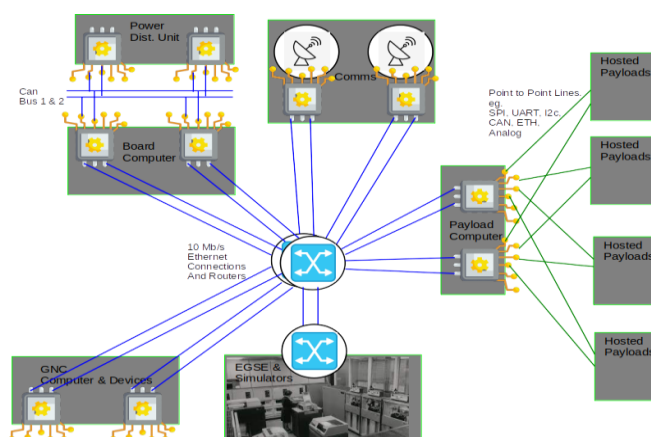 Power
Dist. Unit
Can
Bus 1 & 2
Board
Computer
Comms
Point to Point Lines.
eg.
SPI, UART, I2c,
CAN, ETH,
Analog
Hosted
Payloads
Hosted
Payloads
Hosted
Payloads
Hosted
Payloads
Payload
Computer
10 Mb/s
Ethernet
Connections
And Routers
GNC
Computer & Devices
EGSE &
Simulators